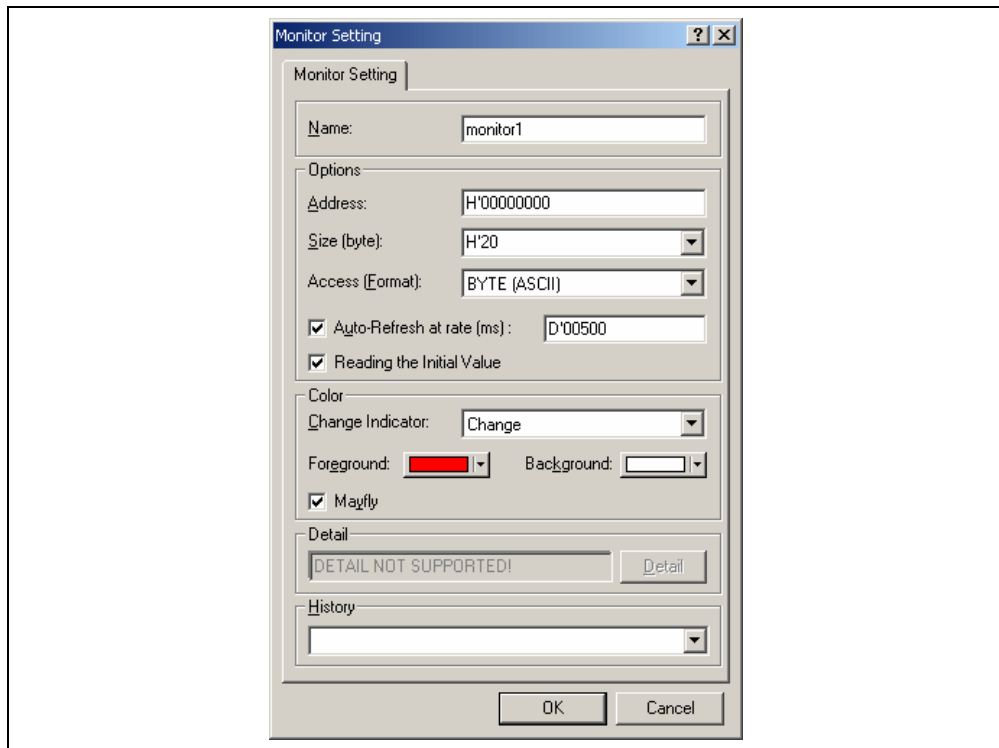 Monitor Setting
Monitor Setting
Name: monitor1
Options
Address: H'00000000
Size (byte): H'20
Access (Format): BYTE (ASCII)
Auto-Refresh at rate (ms) : D'00500
Reading the Initial Value
Color
Change Indicator: Change
Foreground: Background:
Mayfly
Detail
DETAIL NOT SUPPORTED! Detail
History
OK Cancel